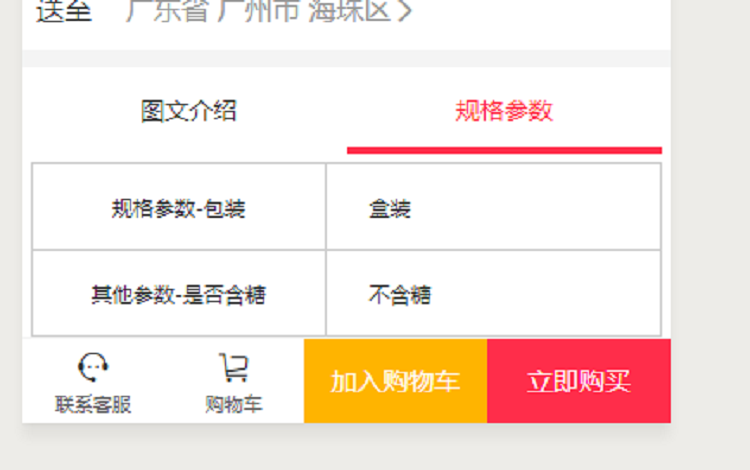 送至 广东省 广州市 海珠区
图文介绍 规格参数
规格参数-包装 盒装
其他参数-是否含糖 不含糖
联系客服 购物车 加入购物车 立即购买